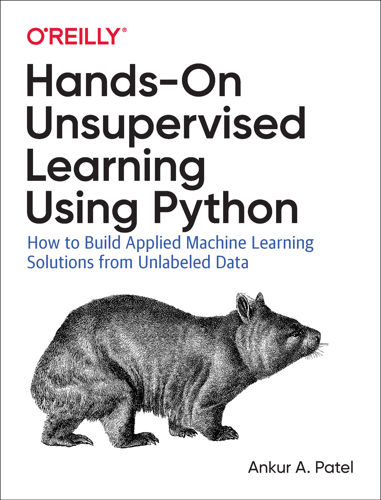 O'REILLY®
Hands-On
Unsupervised
Learning
Using Python
How to Build Applied Machine Learning
Solutions from Unlabeled Data
Ankur A. Patel